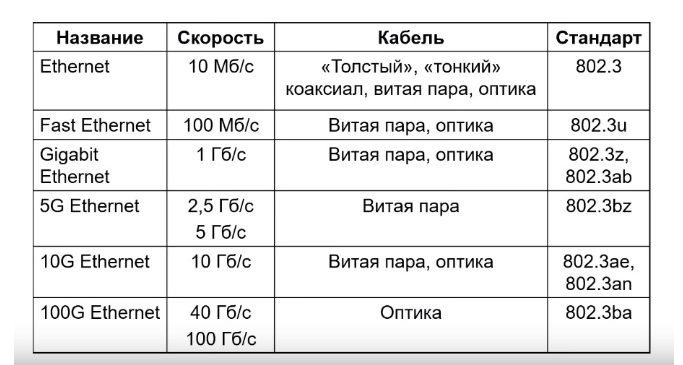 Название Скорость Кабель Стандарт
Ethernet 10 Мб/с «Толстый», «тонкий» коаксиал, витая пара, оптика 802.3
Fast Ethernet 100 Мб/с Витая пара, оптика 802.3u
Gigabit Ethernet 1 Гб/с Витая пара, оптика 802.3z, 802.3ab
5G Ethernet 2,5 Гб/с 5 Гб/с Витая пара 802.3bz
10G Ethernet 10 Гб/с Витая пара, оптика 802.3ae, 802.3an
100G Ethernet 40 Гб/с 100 Гб/с Оптика 802.3ba